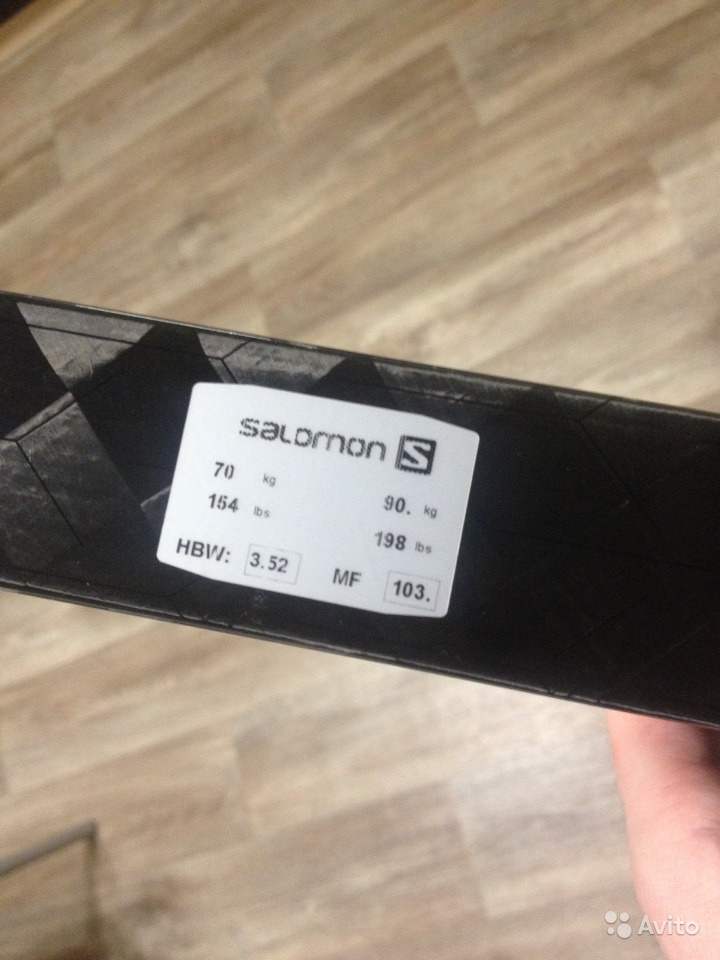 SALOMON S
70 kg 90. kg
154 lbs 198 lbs
HBW: 3.52 MF 103.
Avito